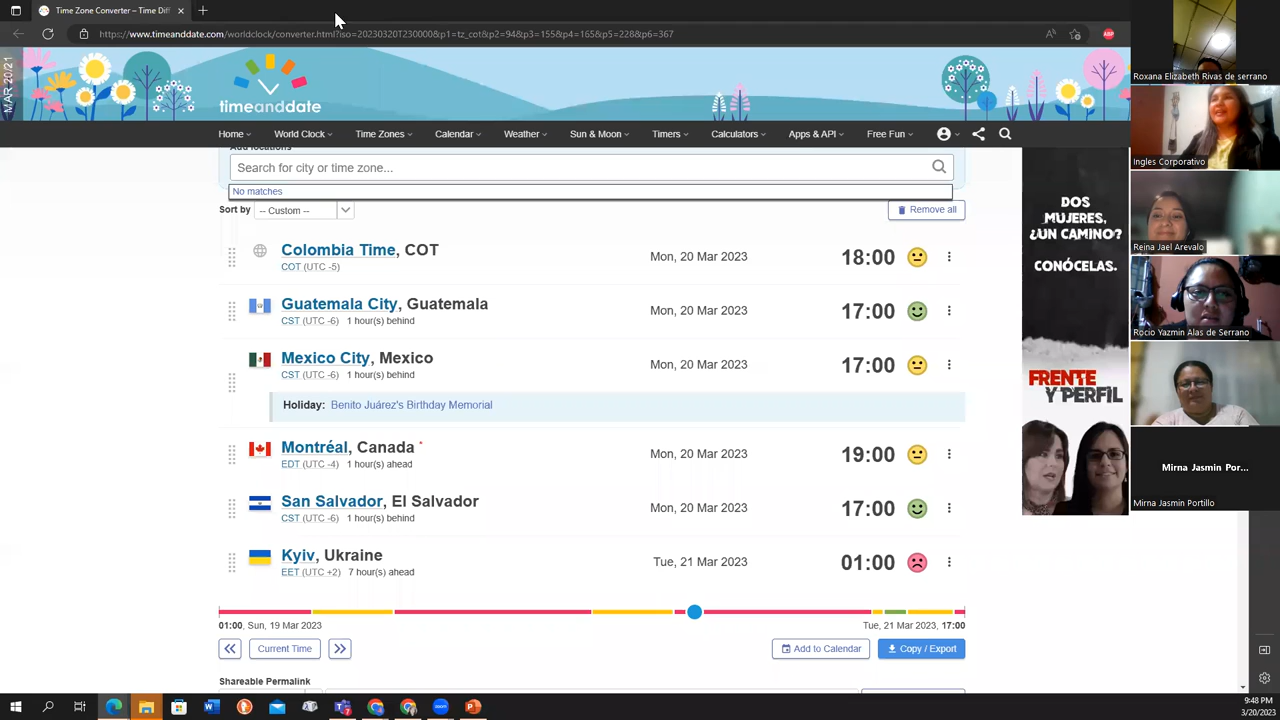 Time Zone Converter – Time Dif
https://www.timeanddate.com/worldclock/converter.html?iso=20230320T230000&p1=tz_cot&p2=94&p3=155&p4=165&p5=228&p6=367
MAR 20/21
timeanddate
Home World Clock Time Zones Calendar Weather Sun & Moon Timers Calculators Apps & API Free Fun
Add locations
Search for city or time zone...
No matches
Sort by -- Custom -- Remove all
Colombia Time, COT Mon, 20 Mar 2023 18:00
COT (UTC -5)
Guatemala City, Guatemala Mon, 20 Mar 2023 17:00
CST (UTC -6) 1 hour(s) behind
Mexico City, Mexico Mon, 20 Mar 2023 17:00
CST (UTC -6) 1 hour(s) behind
Holiday: Benito Juárez's Birthday Memorial
Montréal, Canada * Mon, 20 Mar 2023 19:00
EDT (UTC -4) 1 hour(s) ahead
San Salvador, El Salvador Mon, 20 Mar 2023 17:00
CST (UTC -6) 1 hour(s) behind
Kyiv, Ukraine Tue, 21 Mar 2023 01:00
EET (UTC +2) 7 hour(s) ahead
01:00, Sun, 19 Mar 2023 Tue, 21 Mar 2023, 17:00
Current Time Add to Calendar Copy / Export
Shareable Permalink
DOS
MUJERES,
¿UN CAMINO?
CONÓCELAS.
FRENTE
Y PERFIL
Roxana Elizabeth Rivas de serrano
Ingles Corporativo
Reina Jael Arevalo
Rocio Yazmin Alas de Serrano
Mirna Jasmin Por...
Mirna Jasmin Portillo
9:48 PM
3/20/2023